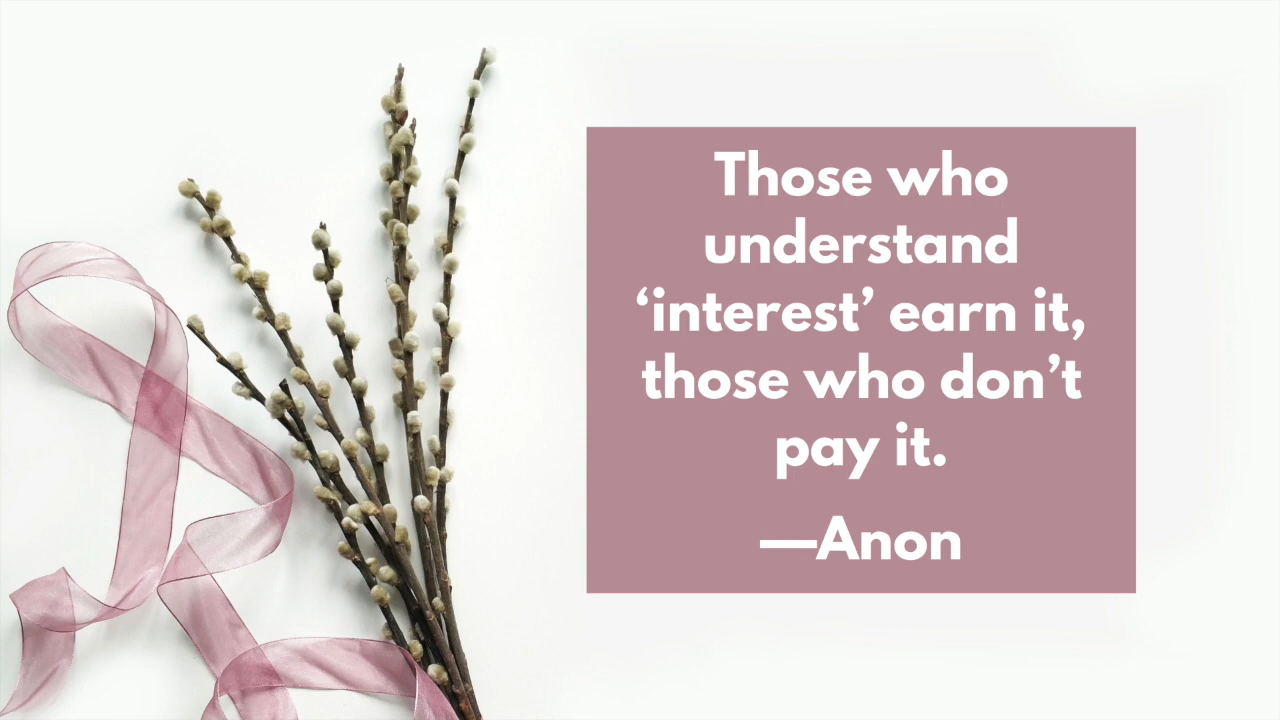 Those who
understand
‘interest’ earn it,
those who don’t
pay it.
—Anon